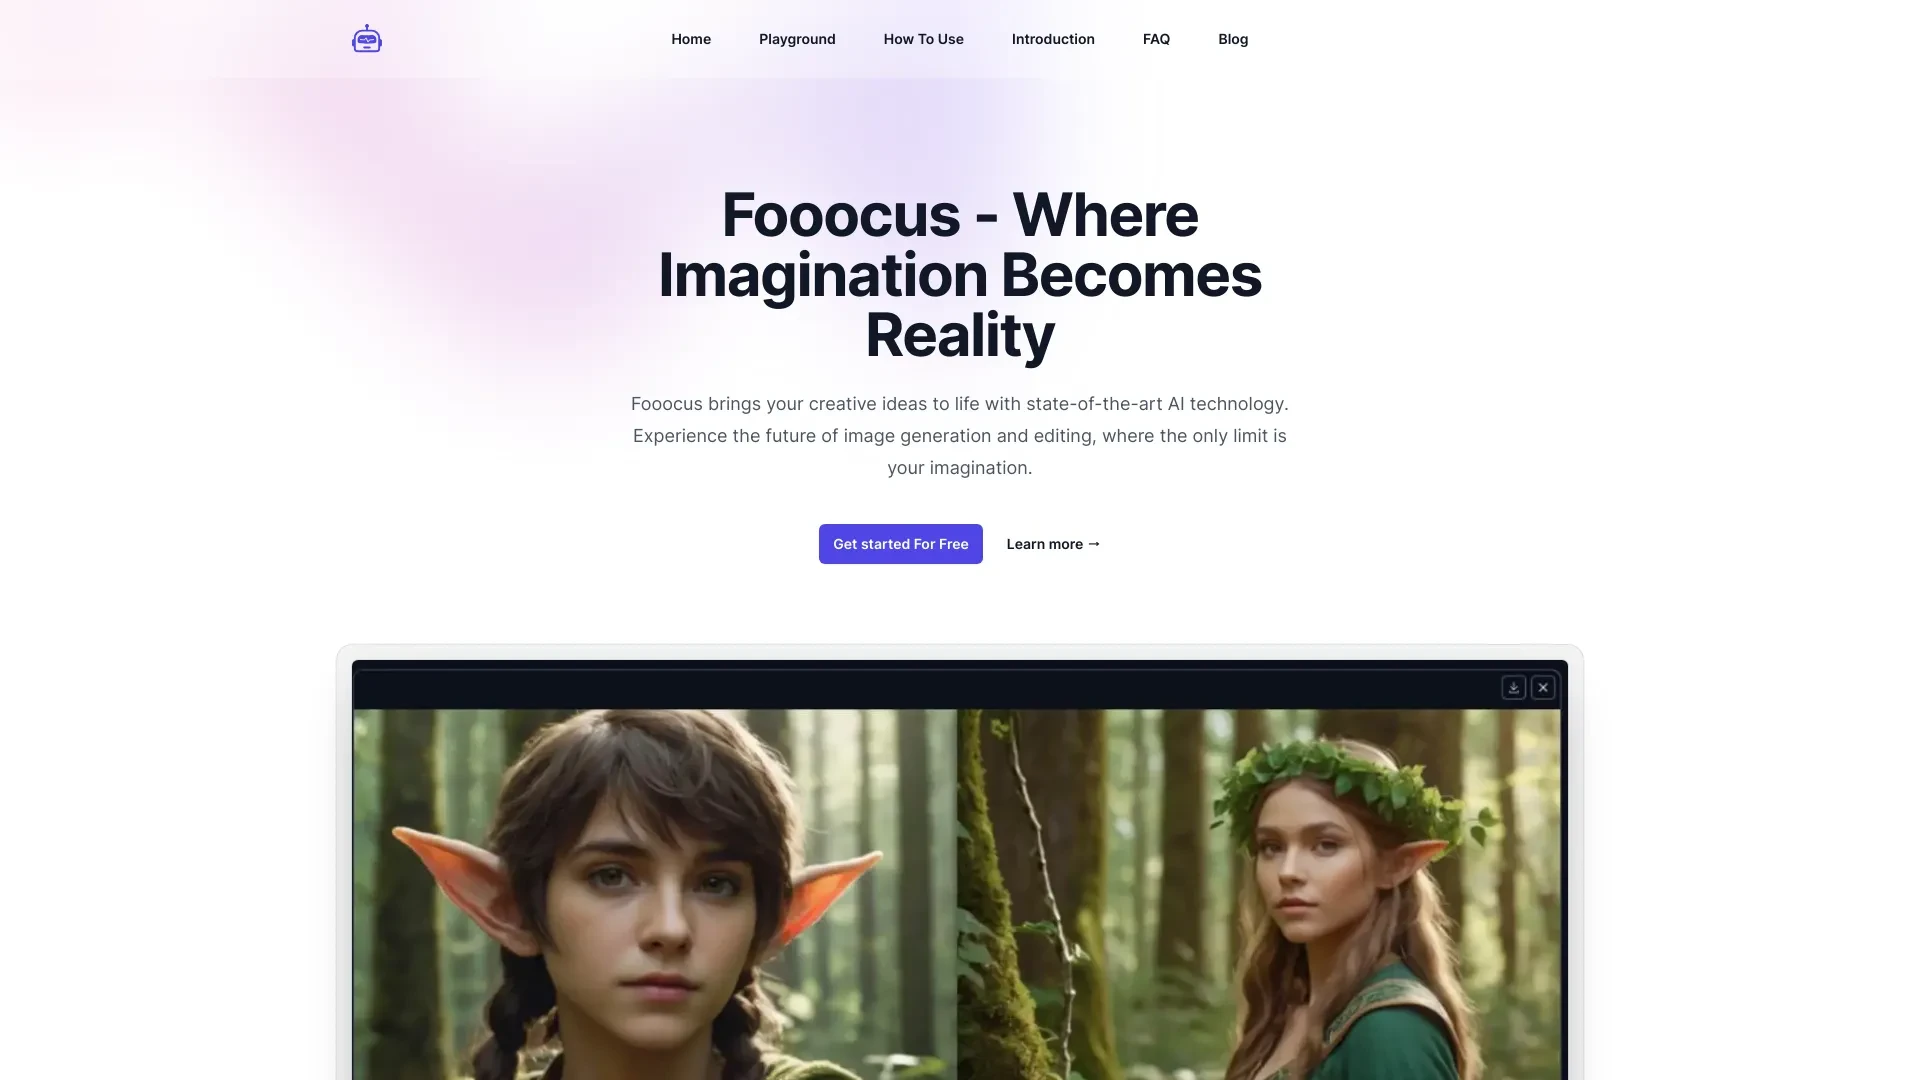 Home Playground How To Use Introduction FAQ Blog
Fooocus - Where
Imagination Becomes
Reality
Fooocus brings your creative ideas to life with state-of-the-art AI technology.
Experience the future of image generation and editing, where the only limit is
your imagination.
Get started For Free Learn more →